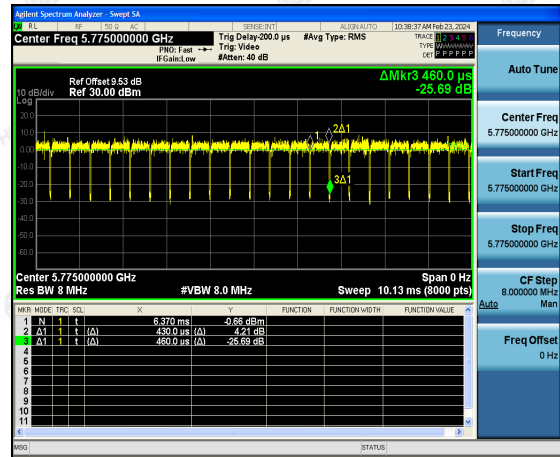 Agilent Spectrum Analyzer - Swept SA
RL RF 50 Ω AC SENSE:INT ALIGN AUTO 10:38:37 AM Feb 23, 2024
Center Freq 5.775000000 GHz
PNO: Fast
IFGain:Low
Trig Delay-200.0 µs
Trig: Video
#Atten: 40 dB
#Avg Type: RMS
TRACE 1 2 3 4 5 6
TYPE WWWWWW
DET P P P P P P
Ref Offset 9.53 dB
Ref 30.00 dBm
ΔMkr3 460.0 µs
-25.69 dB
10 dB/div
Log
20.0
10.0
0.00
-10.0
-20.0
-30.0
-40.0
-50.0
-60.0
1
2Δ1
3Δ1
Center 5.775000000 GHz
Span 0 Hz
Res BW 8 MHz
#VBW 8.0 MHz
Sweep 10.13 ms (8000 pts)
MKR MODE TRC SCL X Y FUNCTION FUNCTION WIDTH FUNCTION VALUE
1 N 1 t 6.370 ms -0.66 dBm
2 Δ1 1 t (Δ) 430.0 µs (Δ) 4.21 dB
3 Δ1 1 t (Δ) 460.0 µs (Δ) -25.69 dB
4
5
6
7
8
9
10
11
MSG STATUS
Frequency
Auto Tune
Center Freq
5.775000000 GHz
Start Freq
5.775000000 GHz
Stop Freq
5.775000000 GHz
CF Step
8.000000 MHz
Auto Man
Freq Offset
0 Hz